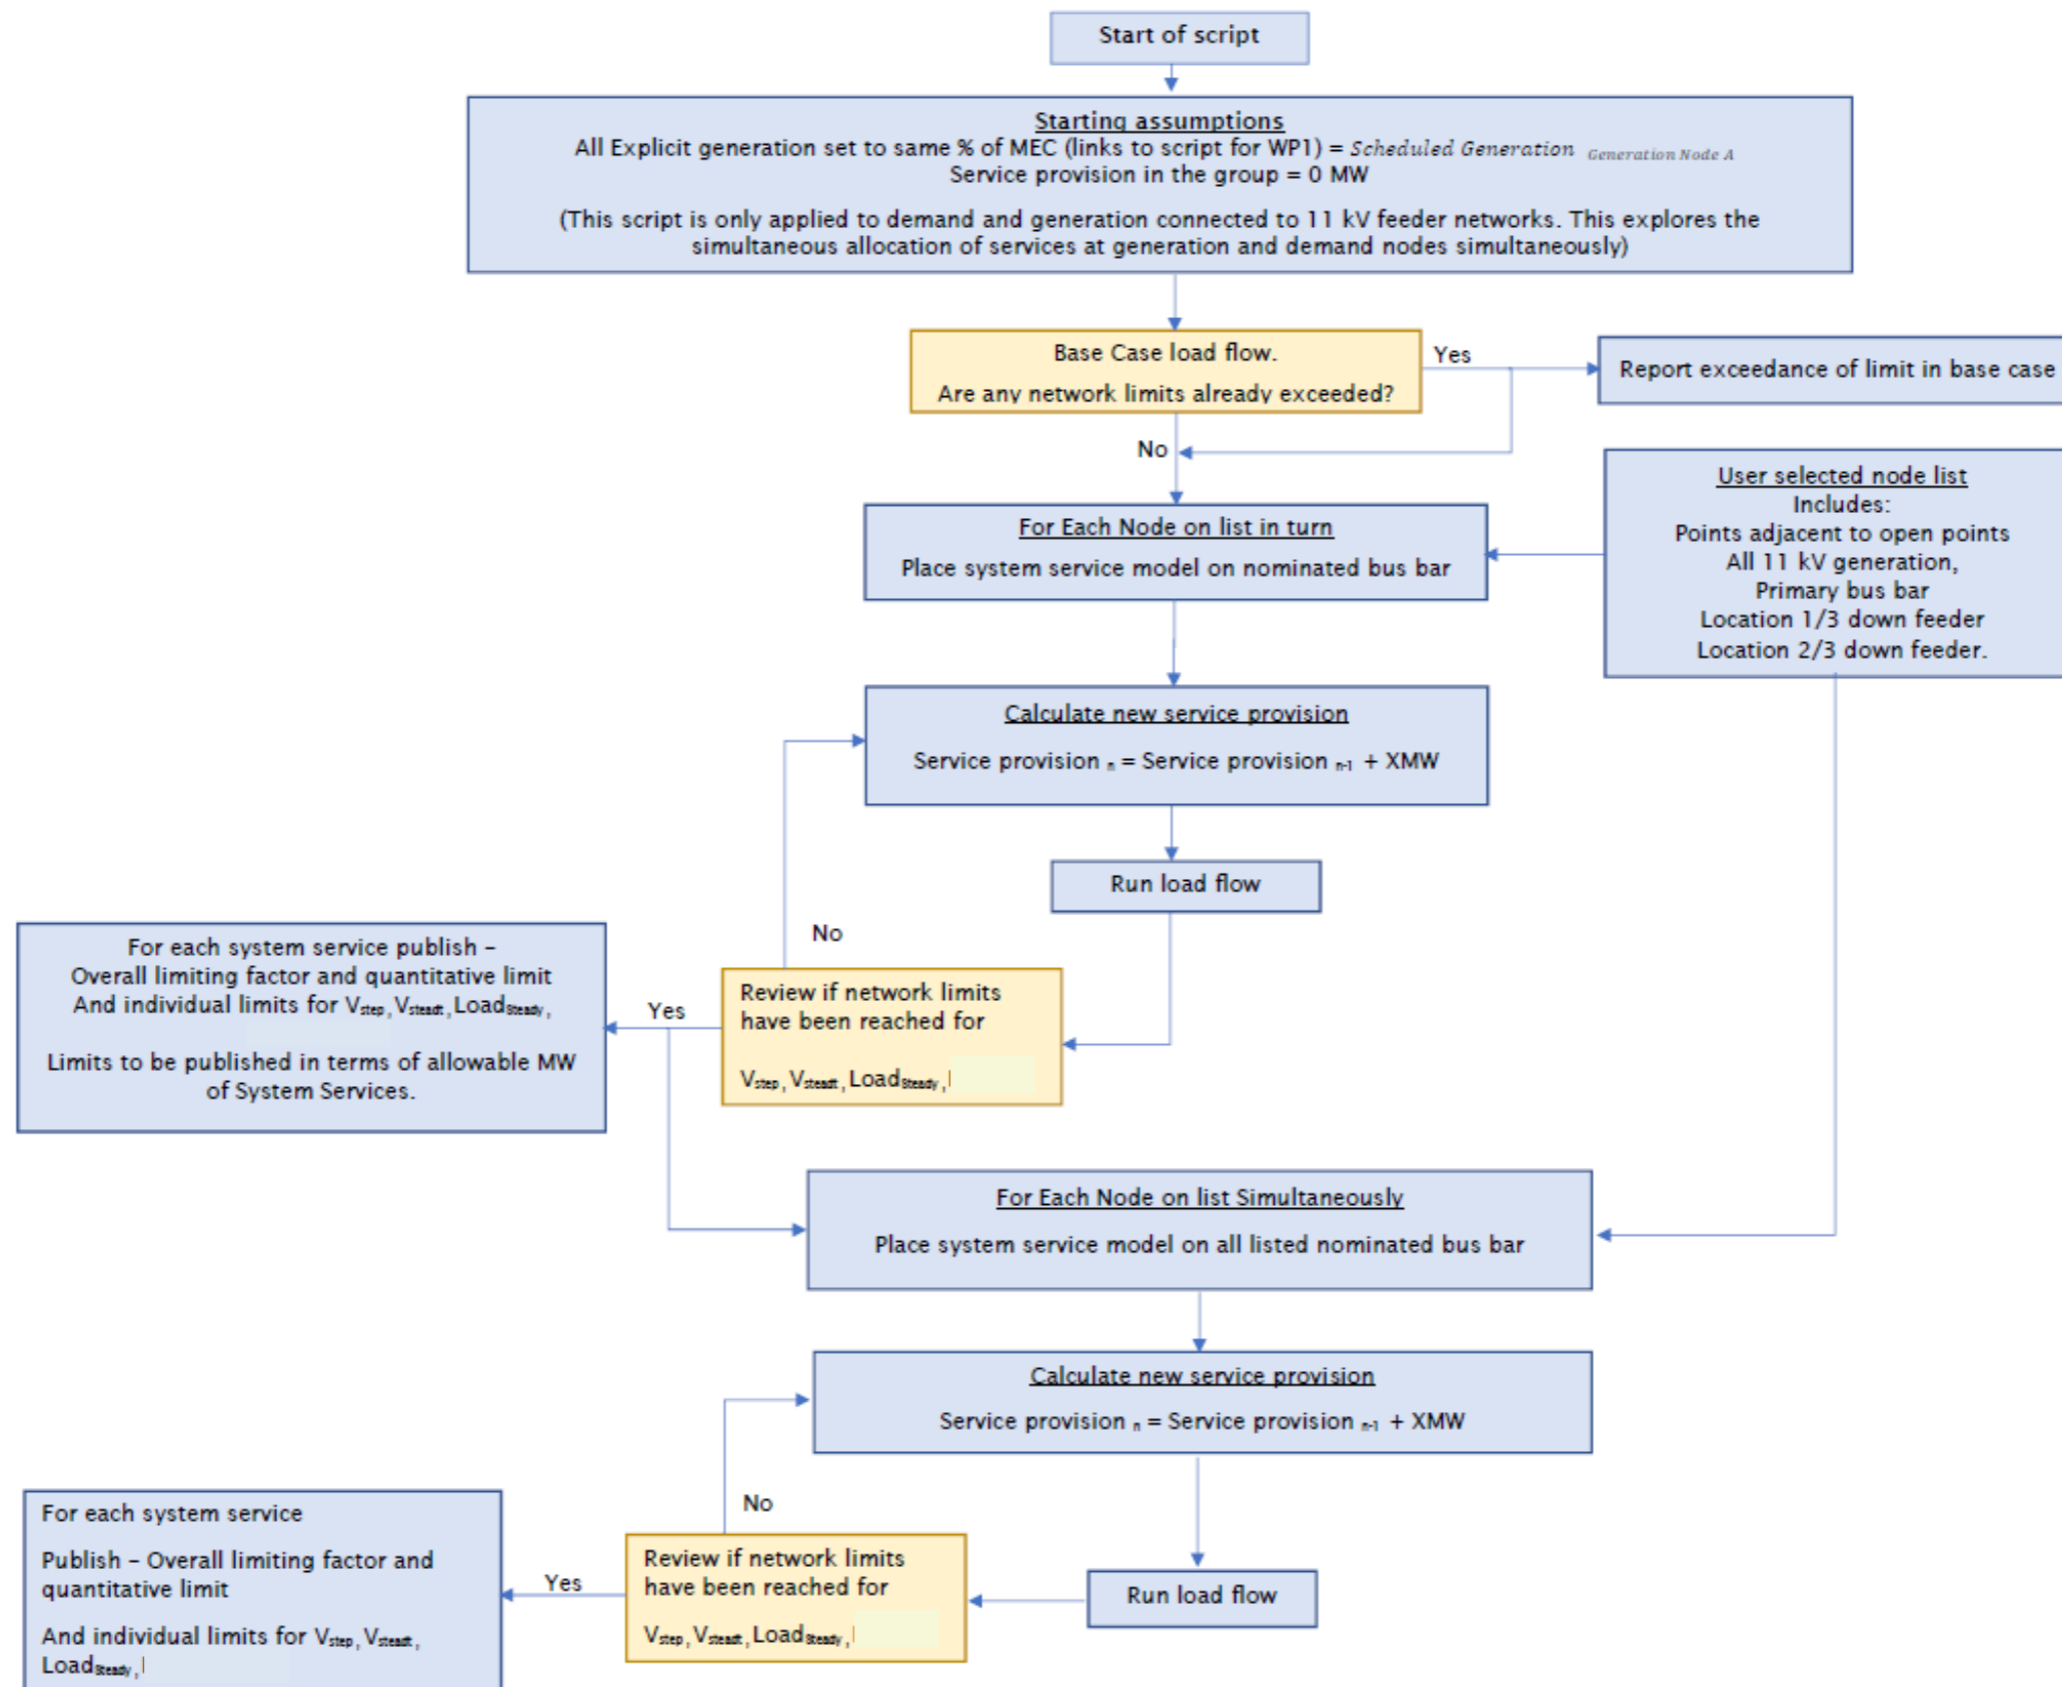 Start of script
Starting assumptions
All Explicit generation set to same % of MEC (links to script for WP1) = Scheduled Generation Generation Node A
Service provision in the group = 0 MW
(This script is only applied to demand and generation connected to 11 kV feeder networks. This explores the
simultaneous allocation of services at generation and demand nodes simultaneously)
Base Case load flow.
Are any network limits already exceeded?
Yes
Report exceedance of limit in base case
No
User selected node list
Includes:
Points adjacent to open points
All 11 kV generation,
Primary bus bar
Location 1/3 down feeder
Location 2/3 down feeder.
For Each Node on list in turn
Place system service model on nominated bus bar
Calculate new service provision
Service provision n = Service provision n-1 + XMW
Run load flow
No
Review if network limits
have been reached for
Vstep, Vsteadt, LoadSteady,
Yes
For each system service publish –
Overall limiting factor and quantitative limit
And individual limits for Vstep, Vsteadt, LoadSteady,
Limits to be published in terms of allowable MW
of System Services.
For Each Node on list Simultaneously
Place system service model on all listed nominated bus bar
Calculate new service provision
Service provision n = Service provision n-1 + XMW
Run load flow
No
Review if network limits
have been reached for
Vstep, Vsteadt, LoadSteady,
Yes
For each system service
Publish – Overall limiting factor and
quantitative limit
And individual limits for Vstep, Vsteadt,
LoadSteady,